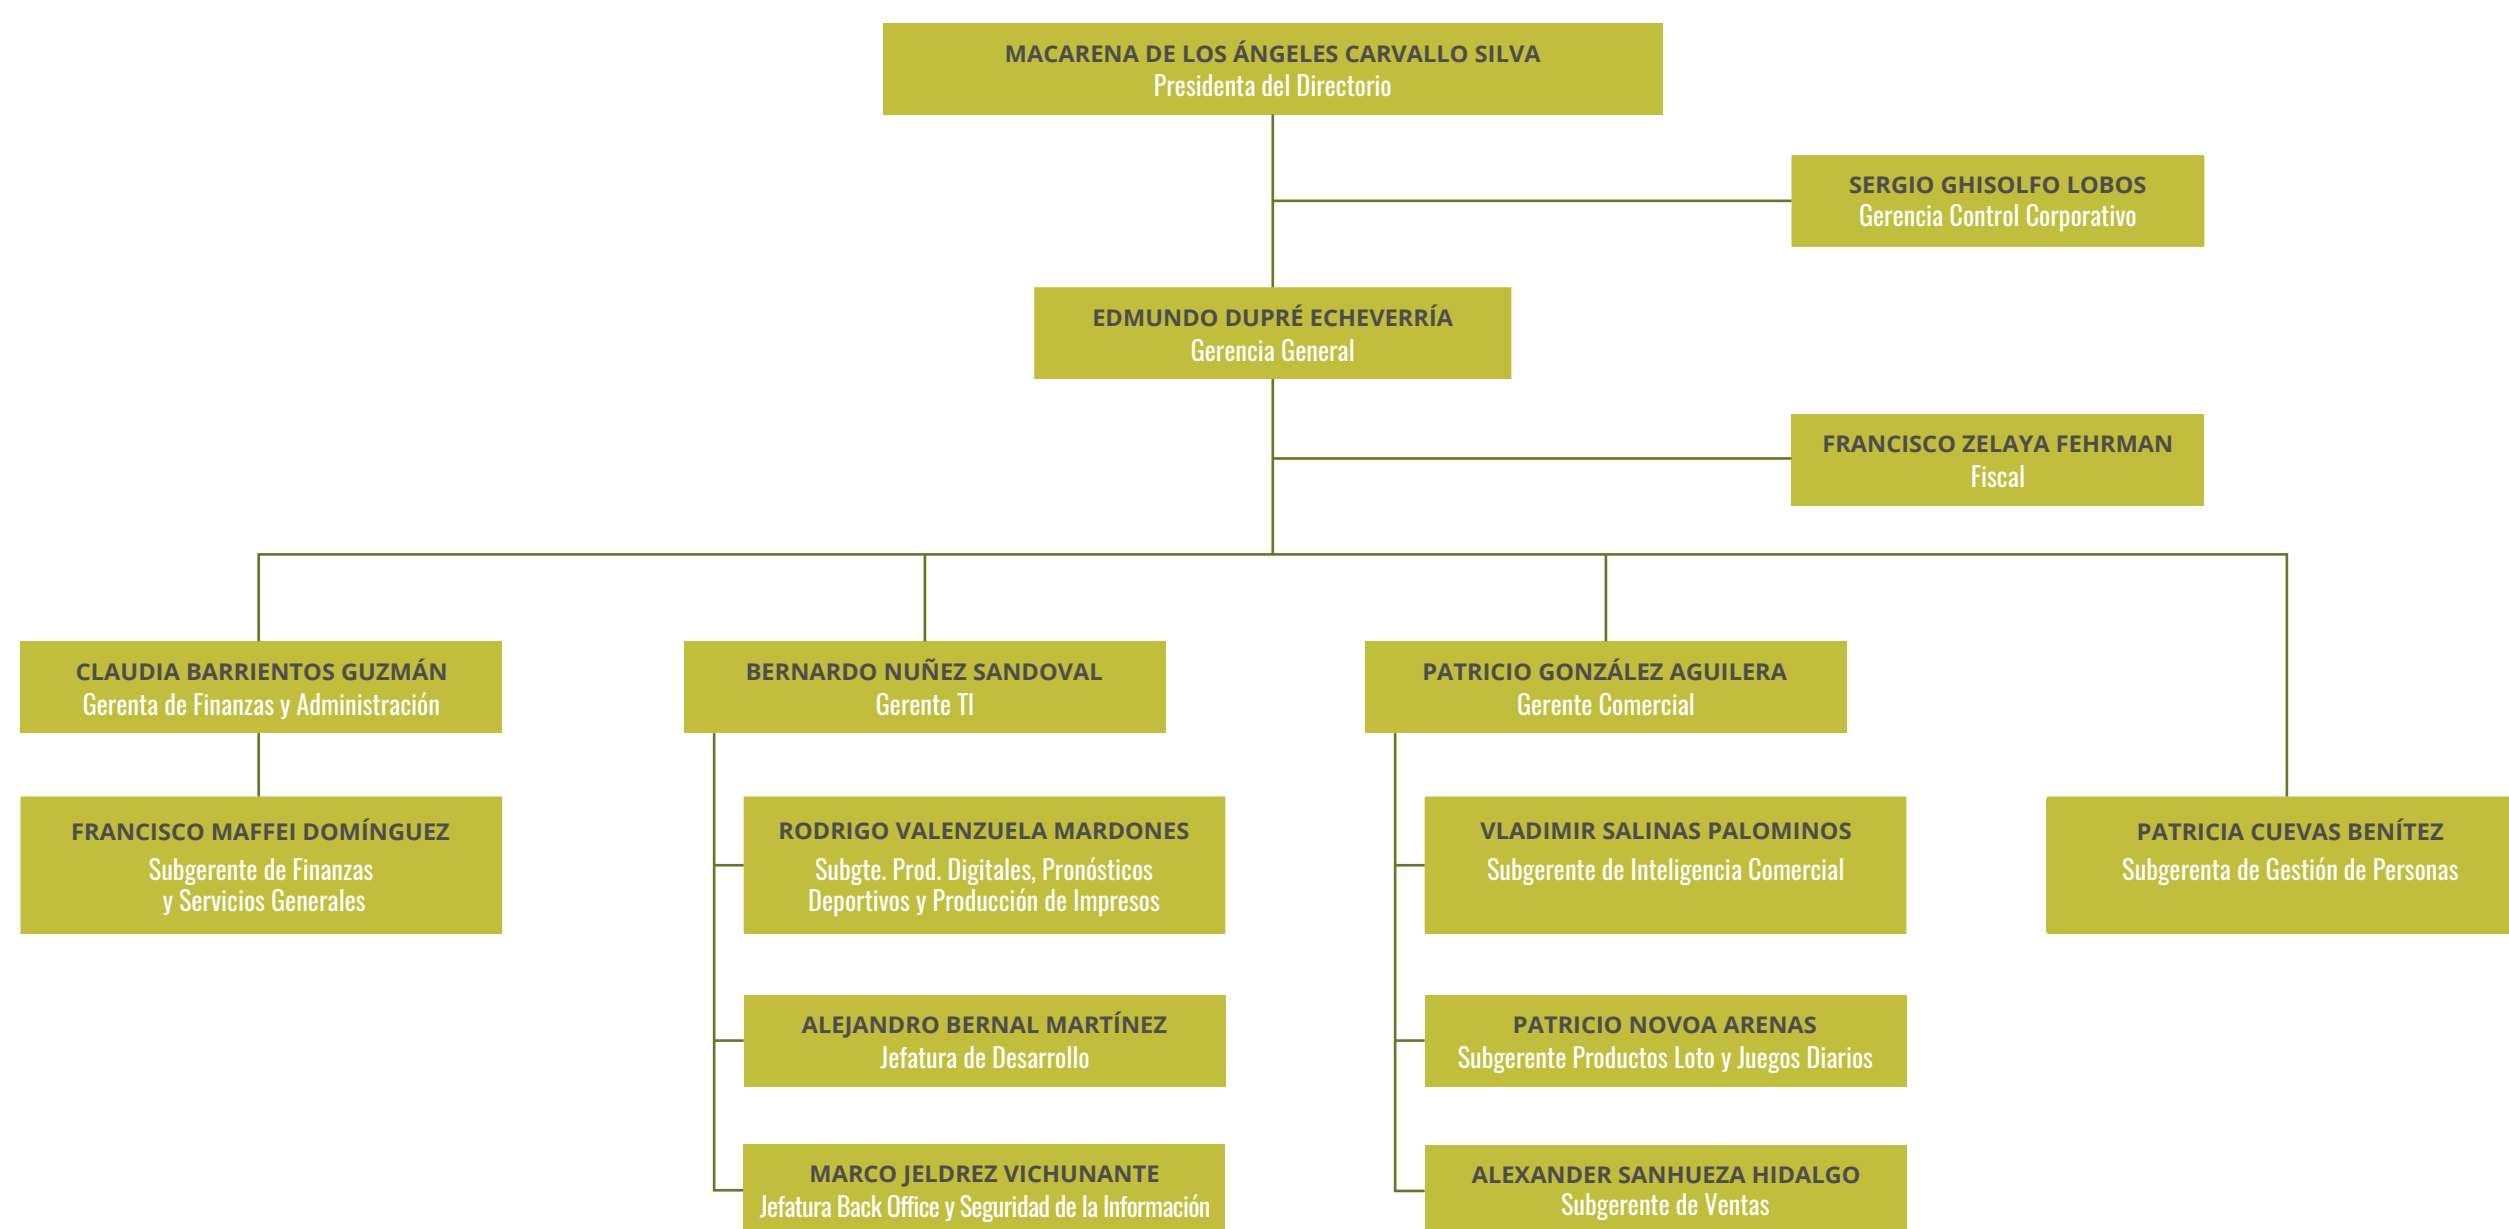 MACARENA DE LOS ÁNGELES CARVALLO SILVA
Presidenta del Directorio
SERGIO GHISOLFO LOBOS
Gerencia Control Corporativo
EDMUNDO DUPRÉ ECHEVERRÍA
Gerencia General
FRANCISCO ZELAYA FEHRMAN
Fiscal
CLAUDIA BARRIENTOS GUZMÁN
Gerenta de Finanzas y Administración
FRANCISCO MAFFEI DOMÍNGUEZ
Subgerente de Finanzas
y Servicios Generales
BERNARDO NUÑEZ SANDOVAL
Gerente TI
RODRIGO VALENZUELA MARDONES
Subgte. Prod. Digitales, Pronósticos
Deportivos y Producción de Impresos
ALEJANDRO BERNAL MARTÍNEZ
Jefatura de Desarrollo
MARCO JELDREZ VICHUNANTE
Jefatura Back Office y Seguridad de la Información
PATRICIO GONZÁLEZ AGUILERA
Gerente Comercial
VLADIMIR SALINAS PALOMINOS
Subgerente de Inteligencia Comercial
PATRICIO NOVOA ARENAS
Subgerente Productos Loto y Juegos Diarios
ALEXANDER SANHUEZA HIDALGO
Subgerente de Ventas
PATRICIA CUEVAS BENÍTEZ
Subgerenta de Gestión de Personas